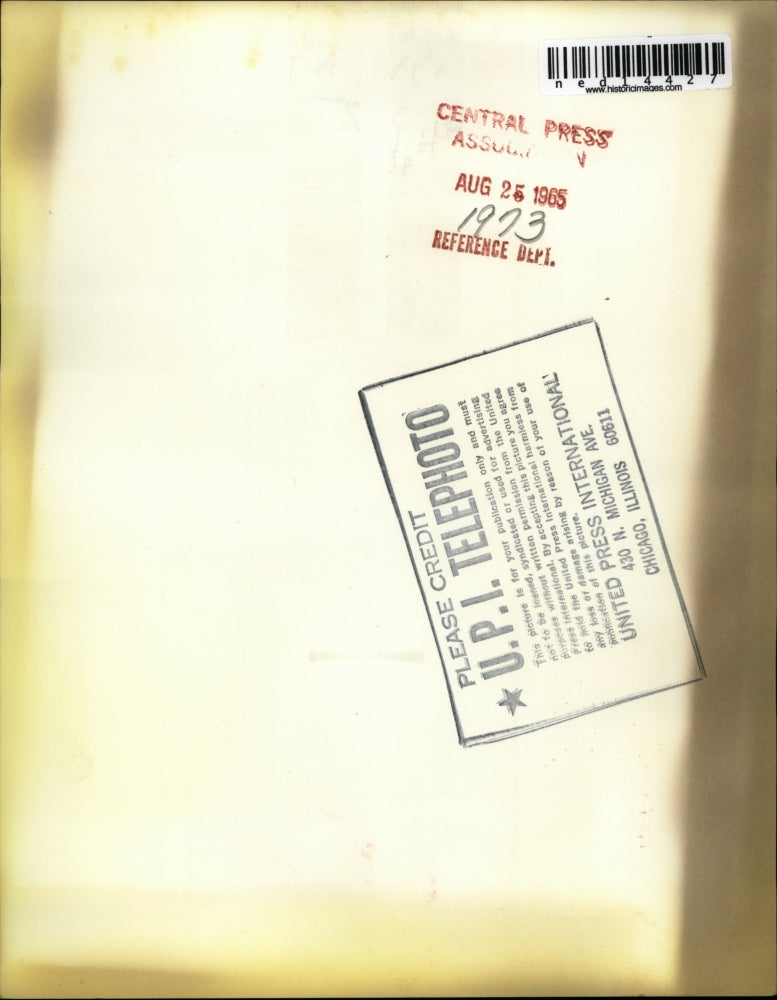 ned14427
www.historicimages.com
CENTRAL PRESS
AUG 25 1965
1973
REFERENCE DEPT.
PLEASE CREDIT
U.P.I. TELEPHOTO
This picture is for your publication only and must
not to be loaned, syndicated or used for advertising
purposes without written permission from the United
Press International. By accepting this picture you agree
to hold the United Press International harmless from
any loss or damage arising by reason of your use of
publication of this picture.
UNITED PRESS INTERNATIONAL
430 N. MICHIGAN AVE.
CHICAGO, ILLINOIS 60611